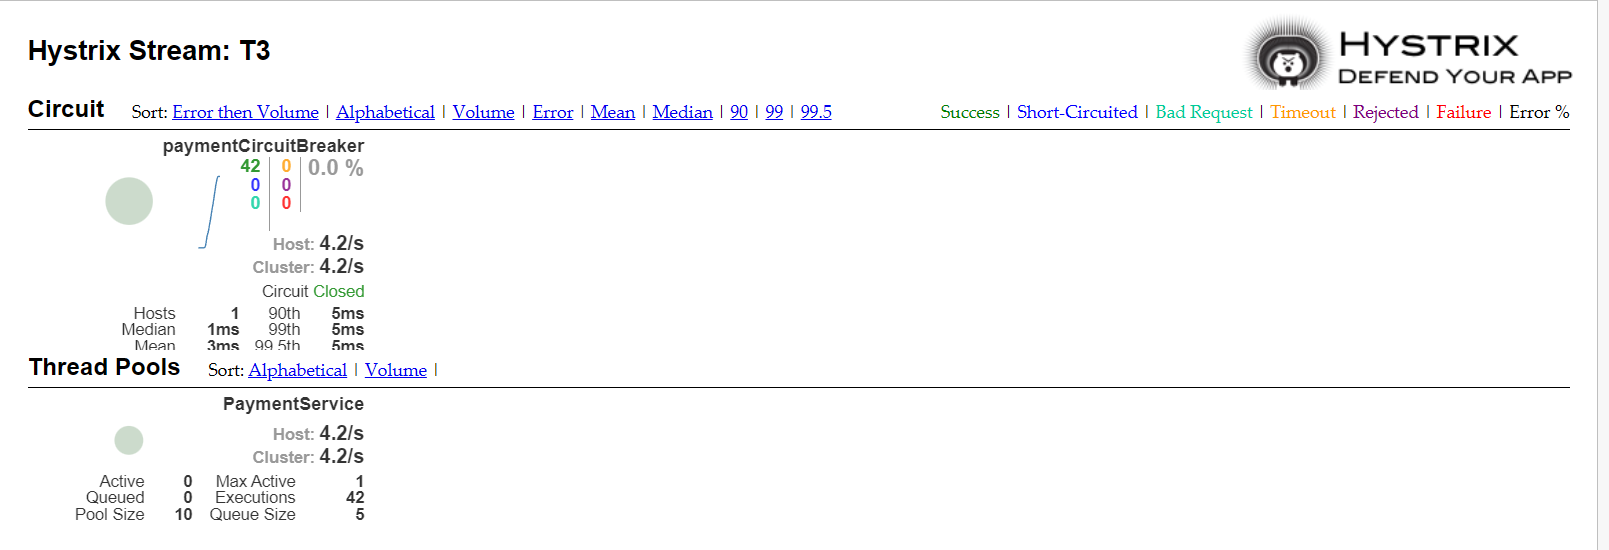 Hystrix Stream: T3
HYSTRIX
DEFEND YOUR APP
Circuit Sort: Error then Volume | Alphabetical | Volume | Error | Mean | Median | 90 | 99 | 99.5 Success | Short-Circuited | Bad Request | Timeout | Rejected | Failure | Error %
paymentCircuitBreaker
42 0 0.0 %
0 0
0 0
Host: 4.2/s
Cluster: 4.2/s
Circuit Closed
Hosts 1 90th 5ms
Median 1ms 99th 5ms
Mean 3ms 99.5th 5ms
Thread Pools Sort: Alphabetical | Volume |
PaymentService
Host: 4.2/s
Cluster: 4.2/s
Active 0 Max Active 1
Queued 0 Executions 42
Pool Size 10 Queue Size 5